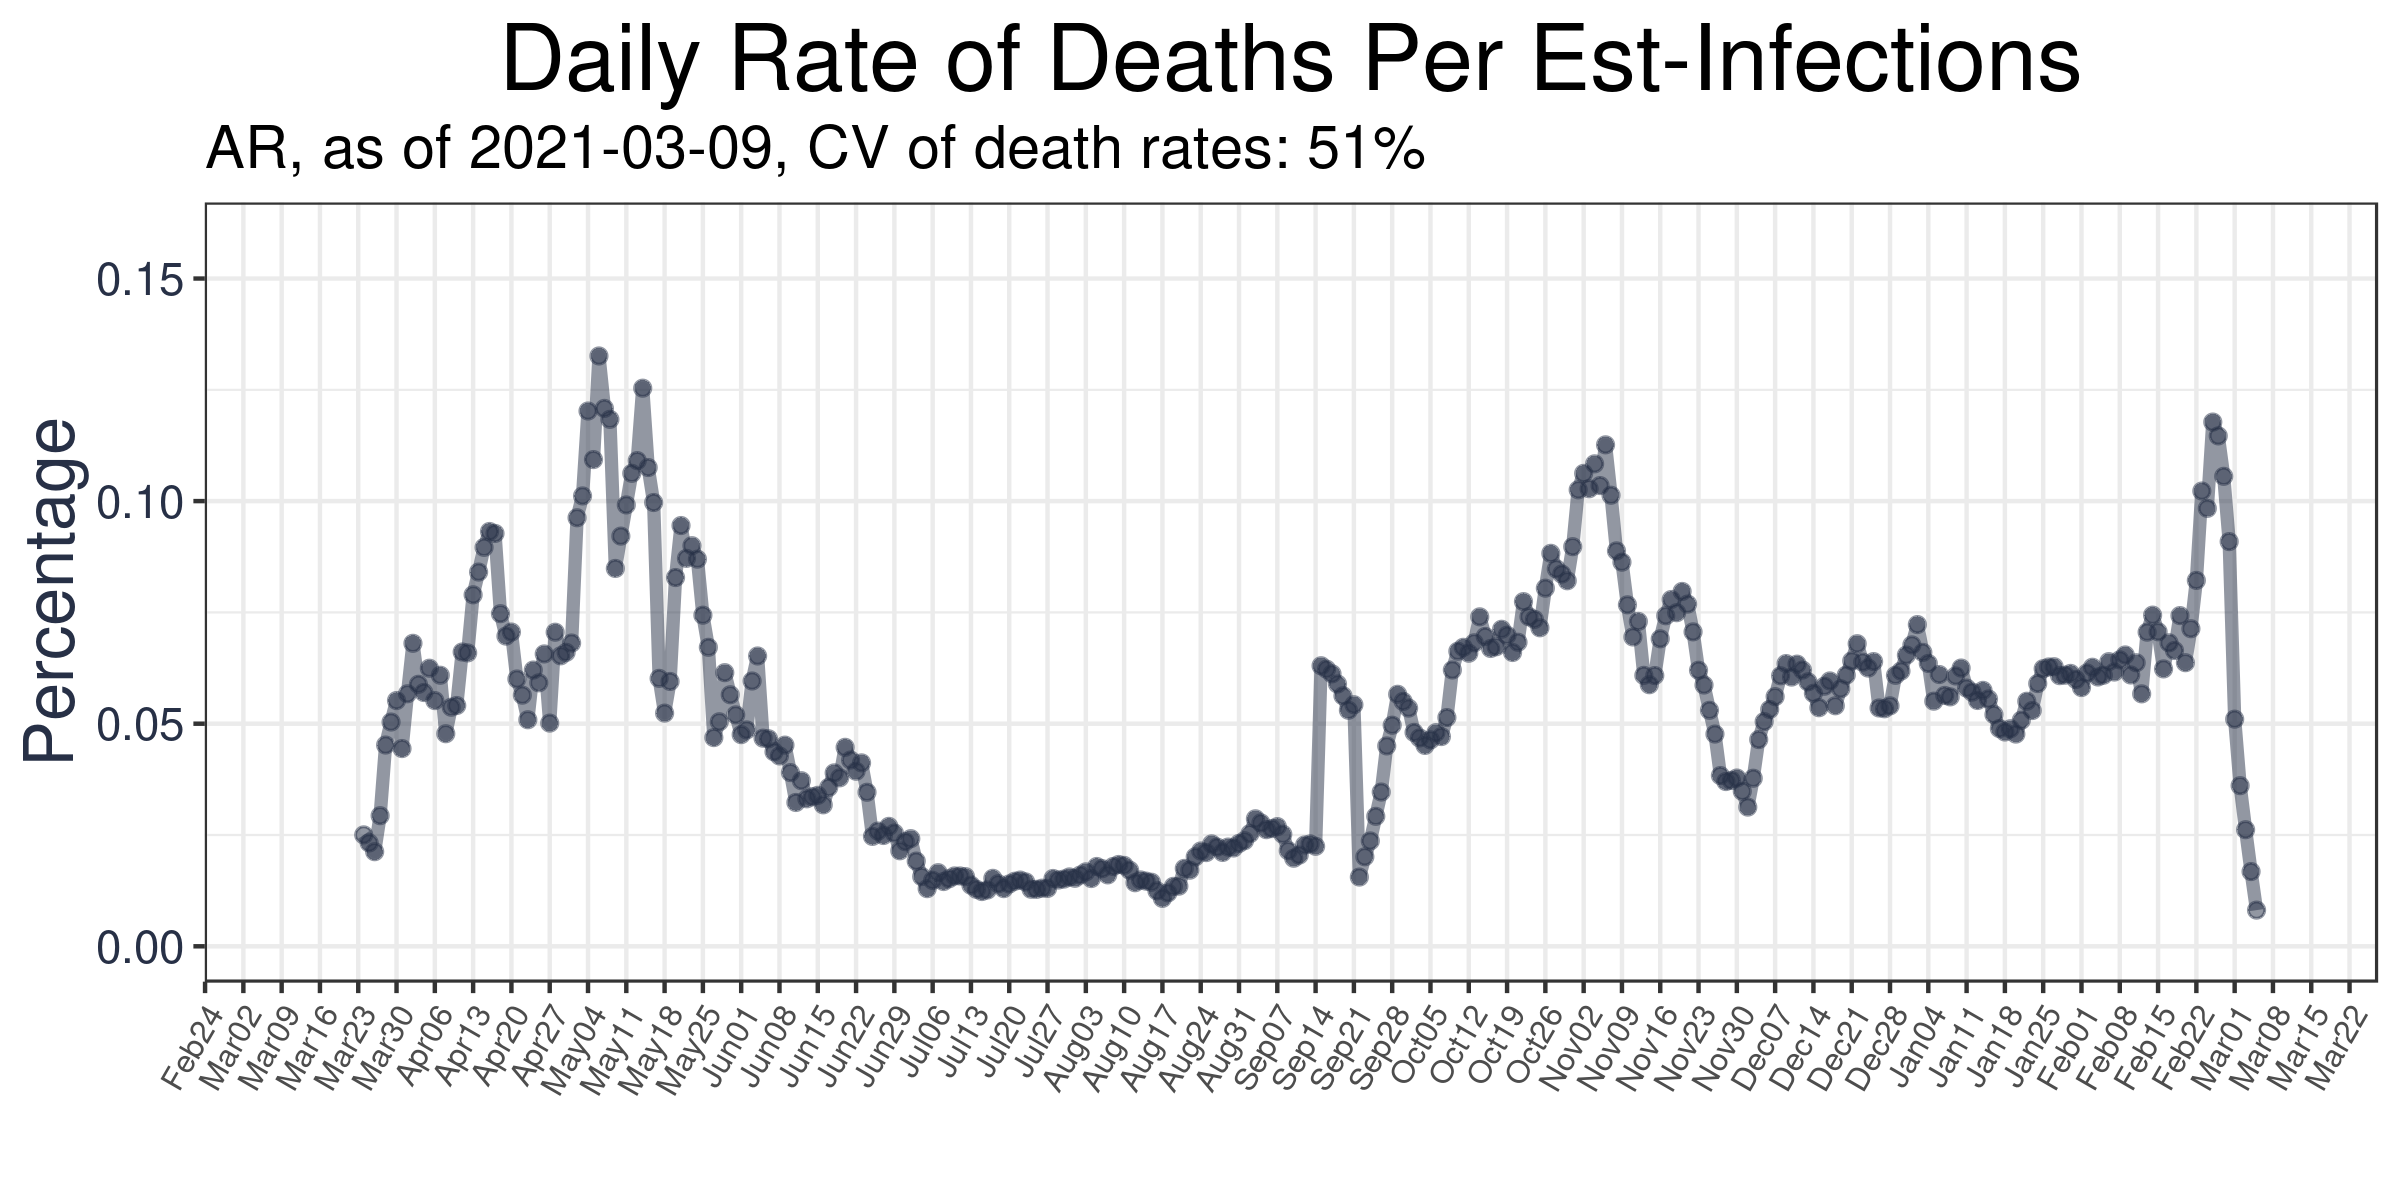 Daily Rate of Deaths Per Est-Infections
AR, as of 2021-03-09, CV of death rates: 51%
Percentage
0.15
0.10
0.05
0.00
Feb24
Mar02
Mar09
Mar16
Mar23
Mar30
Apr06
Apr13
Apr20
Apr27
May04
May11
May18
May25
Jun01
Jun08
Jun15
Jun22
Jun29
Jul06
Jul13
Jul20
Jul27
Aug03
Aug10
Aug17
Aug24
Aug31
Sep07
Sep14
Sep21
Sep28
Oct05
Oct12
Oct19
Oct26
Nov02
Nov09
Nov16
Nov23
Nov30
Dec07
Dec14
Dec21
Dec28
Jan04
Jan11
Jan18
Jan25
Feb01
Feb08
Feb15
Feb22
Mar01
Mar08
Mar15
Mar22